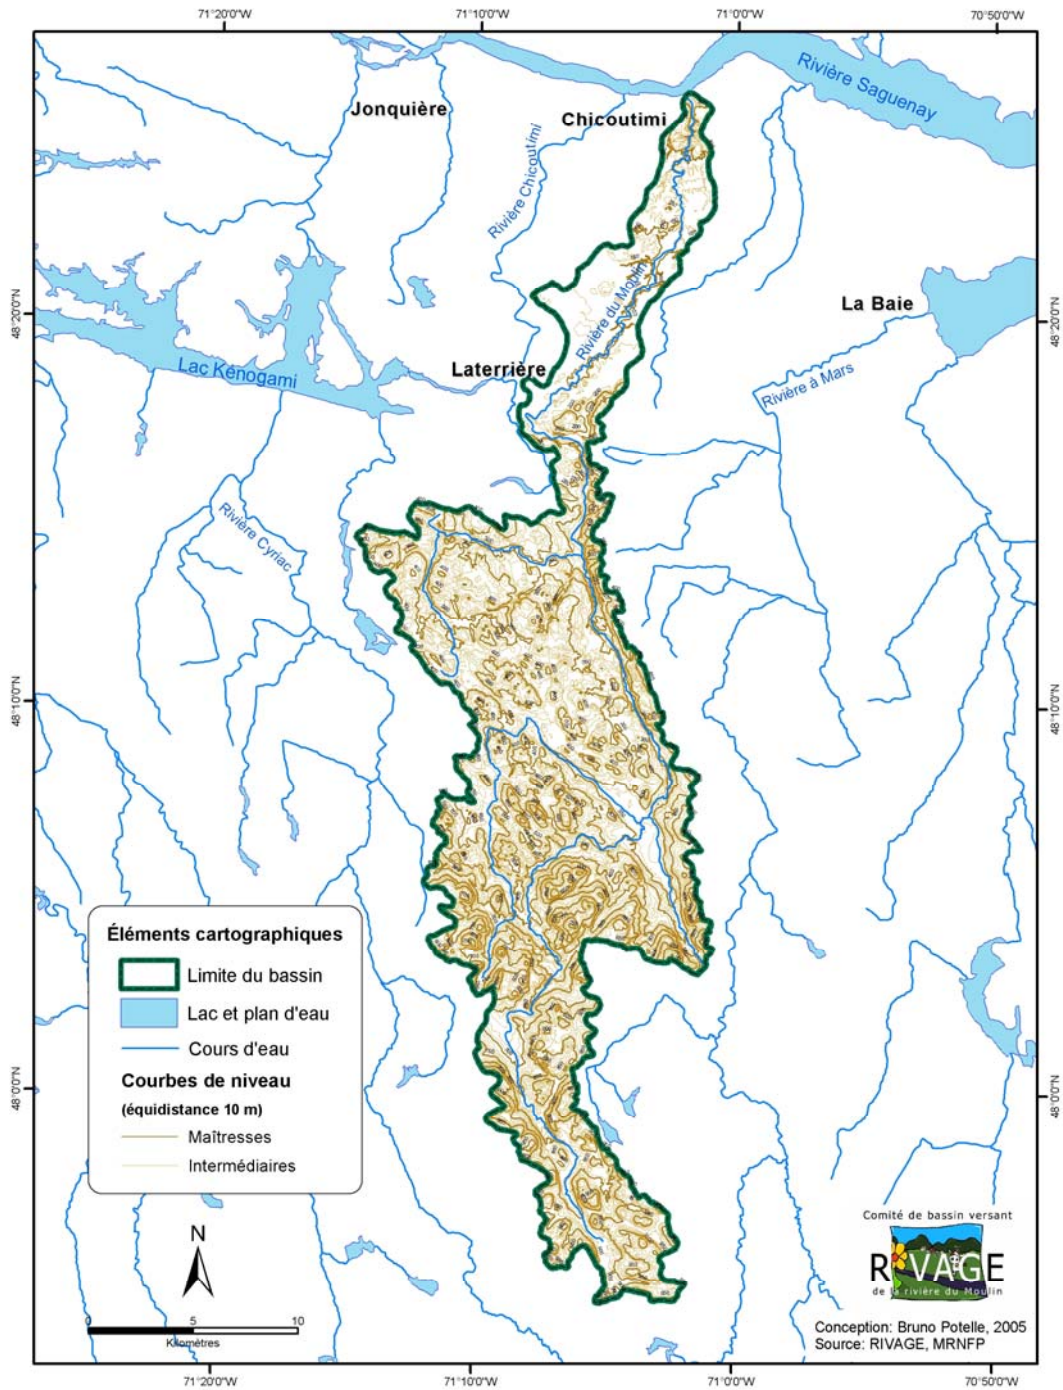 71°20'0"W
71°10'0"W
71°0'0"W
70°50'0"W
Rivière Saguenay
Jonquière
Chicoutimi
Rivière Chicoutimi
Rivière du Moulin
La Baie
48°20'0"N
48°20'0"N
Laterrière
Lac Kénogami
Rivière à Mars
Rivière Cyriac
48°10'0"N
48°10'0"N
Éléments cartographiques
Limite du bassin
Lac et plan d'eau
Cours d'eau
Courbes de niveau
(équidistance 10 m)
Maîtresses
Intermédiaires
48°0'0"N
48°0'0"N
N
0 5 10
Kilomètres
Comité de bassin versant
RIVAGE
de la rivière du Moulin
Conception: Bruno Potelle, 2005
Source: RIVAGE, MRNFP
71°20'0"W
71°10'0"W
71°0'0"W
70°50'0"W